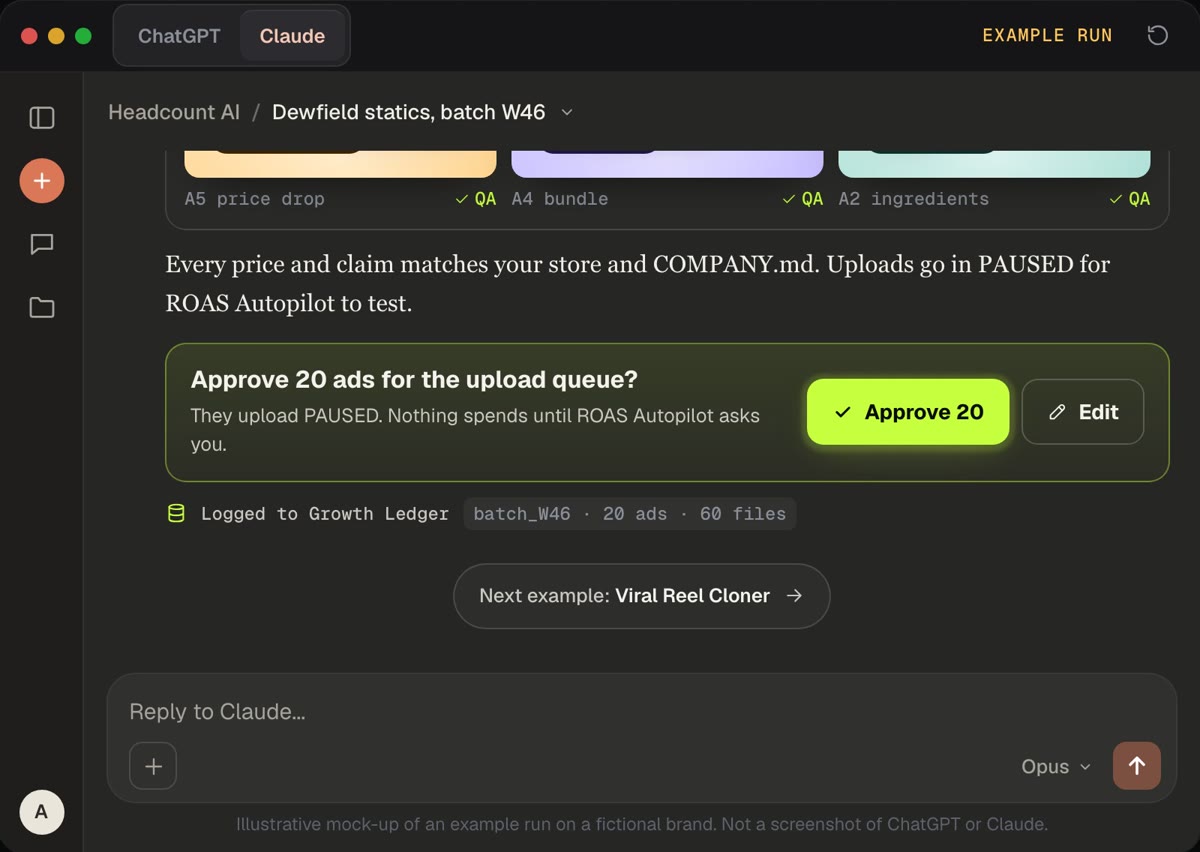 ChatGPT Claude EXAMPLE RUN
Headcount AI / Dewfield statics, batch W46
A5 price drop ✓ QA A4 bundle ✓ QA A2 ingredients ✓ QA
Every price and claim matches your store and COMPANY.md. Uploads go in PAUSED for
ROAS Autopilot to test.
Approve 20 ads for the upload queue?
They upload PAUSED. Nothing spends until ROAS Autopilot asks
you.
✓ Approve 20 Edit
Logged to Growth Ledger batch_W46 · 20 ads · 60 files
Next example: Viral Reel Cloner →
Reply to Claude...
Opus
A
Illustrative mock-up of an example run on a fictional brand. Not a screenshot of ChatGPT or Claude.